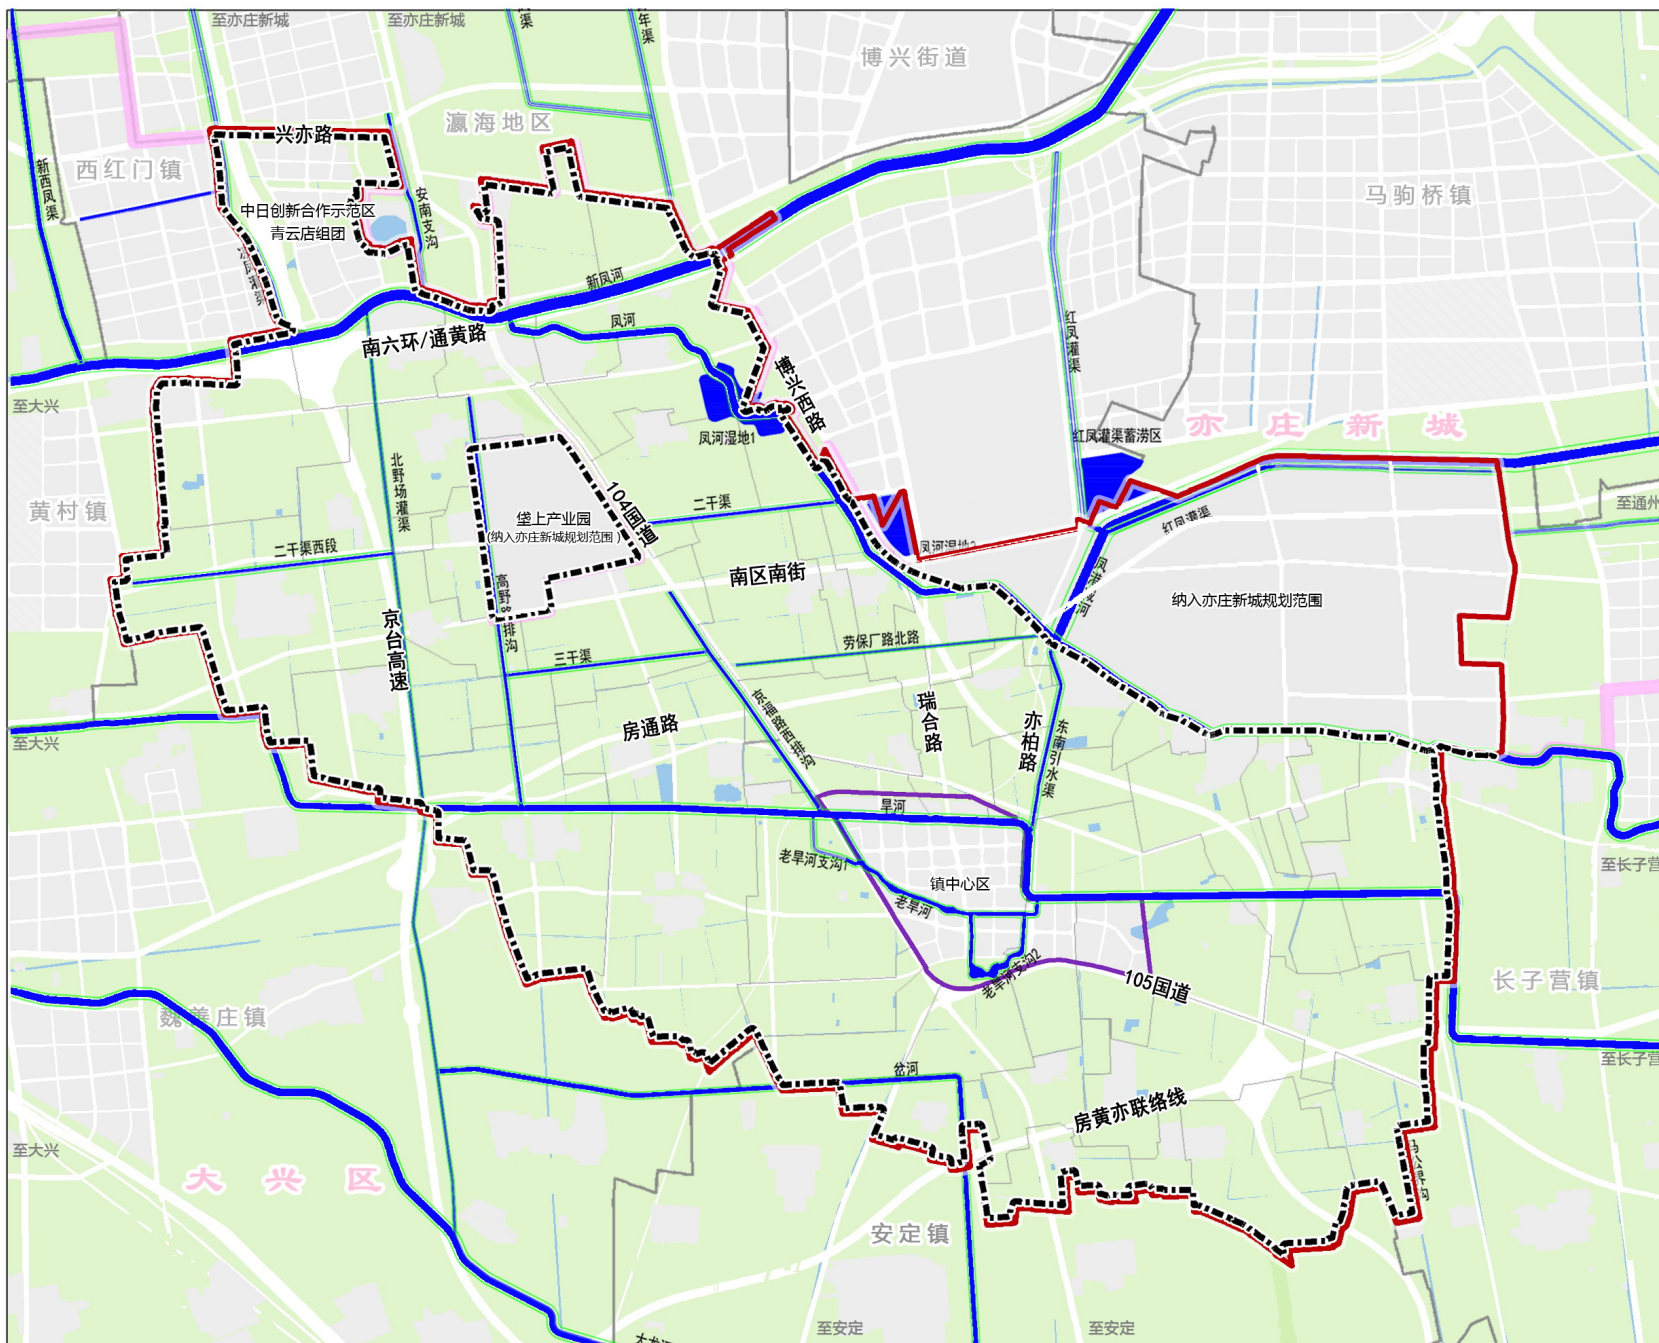 至亦庄新城
至亦庄新城
年渠
博兴街道
瀛海地区
兴亦路
西红门镇
新西凤渠
马驹桥镇
中日创新合作示范区
青云店组团
安南支沟
新凤河
凤河
南六环/通黄路
红凤灌渠
博兴西路
至大兴
凤河湿地1
红凤灌渠蓄涝区
亦庄新城
北野场灌渠
104国道
二干渠
垡上产业园
(纳入亦庄新城规划范围)
黄村镇
至通州
红凤灌渠
二干渠西段
南区南街
纳入亦庄新城规划范围
京台高速
劳保厂路北路
三干渠
京福路西排沟
瑞合路
亦柏路
东南引水渠
房通路
至大兴
旱河
老旱河支沟1
镇中心区
老旱河
至长子营
老旱河支沟2
105国道
长子营镇
魏善庄镇
岔河
至长子营
房黄亦联络线
至大兴
大兴区
安定镇
至安定
至安定